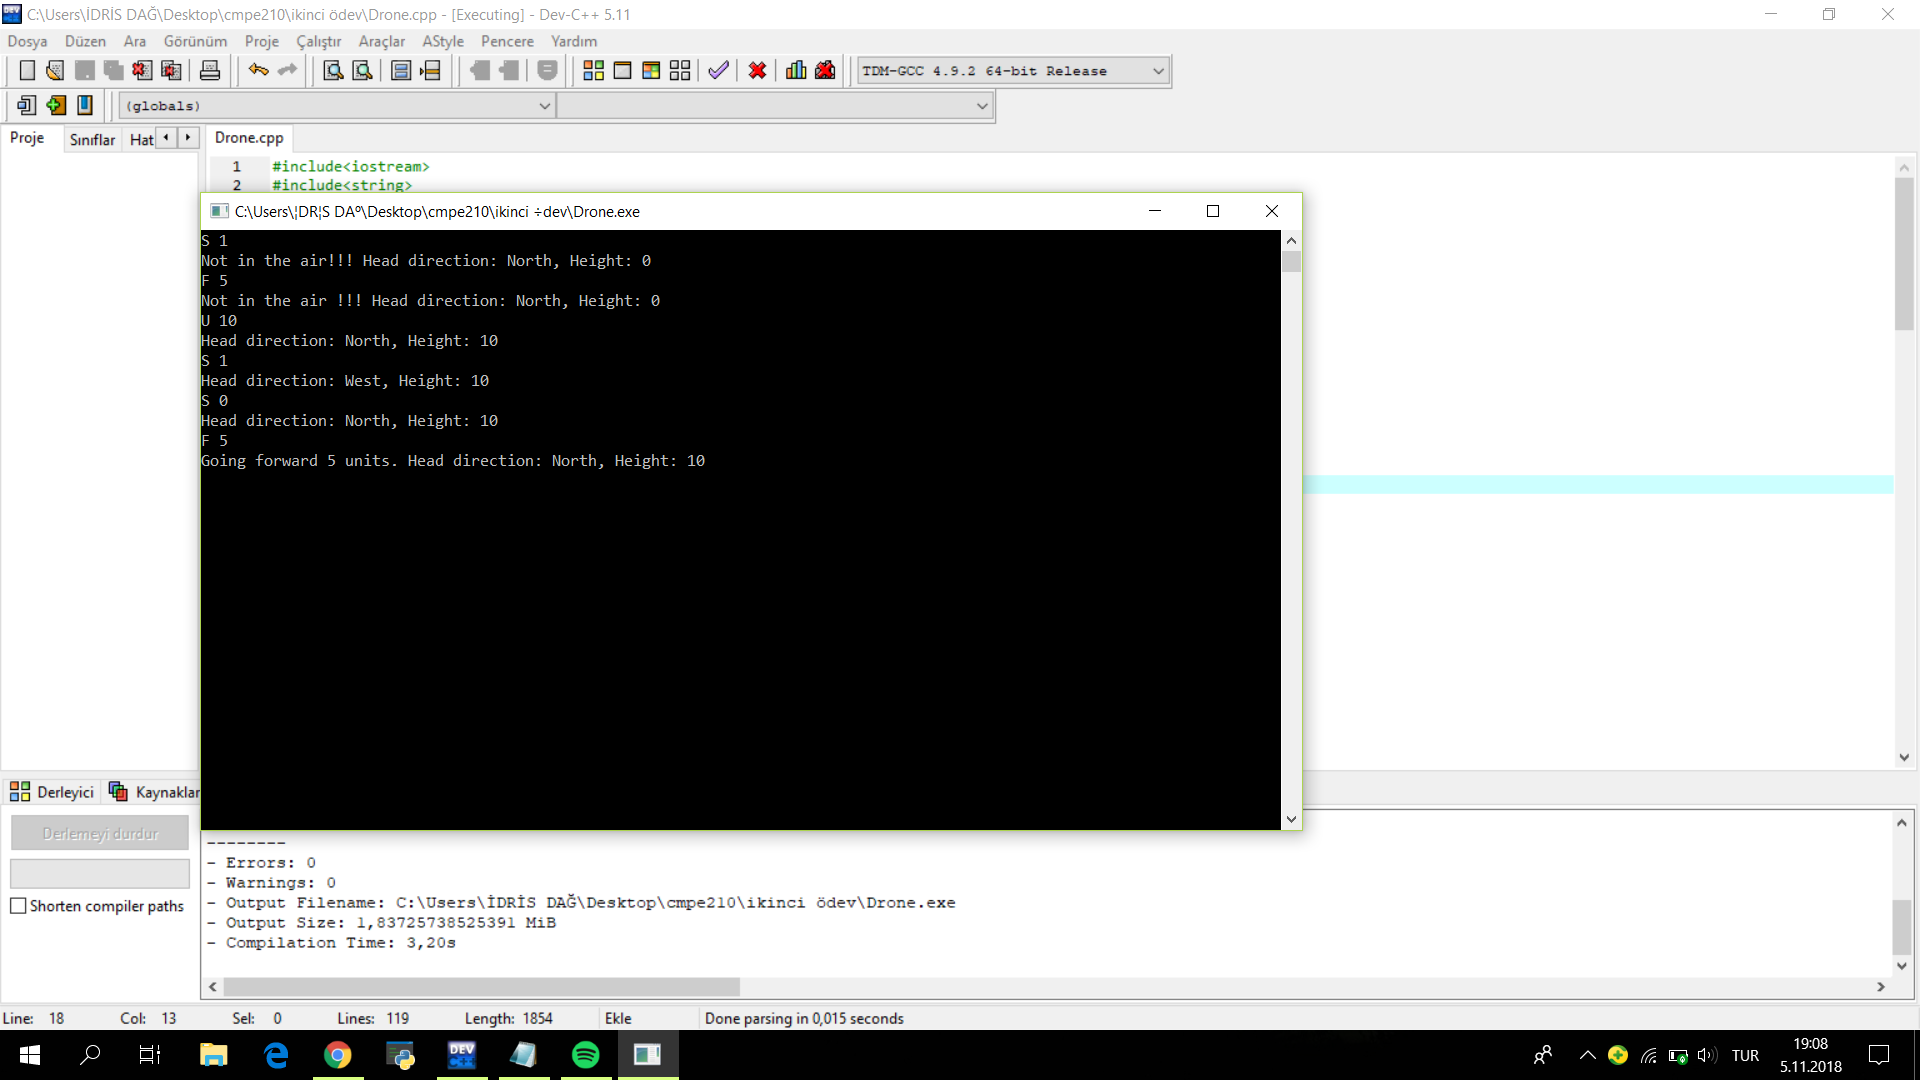 C:\Users\İDRİS DAĞ\Desktop\cmpe210\ikinci ödev\Drone.cpp - [Executing] - Dev-C++ 5.11
Dosya Düzen Ara Görünüm Proje Çalıştır Araçlar AStyle Pencere Yardım
TDM-GCC 4.9.2 64-bit Release
(globals)
Proje Sınıflar Hat Drone.cpp
1 #include<iostream>
2 #include<string>
C:\Users\¦DR¦S DAº\Desktop\cmpe210\ikinci ÷dev\Drone.exe
S 1
Not in the air!!! Head direction: North, Height: 0
F 5
Not in the air !!! Head direction: North, Height: 0
U 10
Head direction: North, Height: 10
S 1
Head direction: West, Height: 10
S 0
Head direction: North, Height: 10
F 5
Going forward 5 units. Head direction: North, Height: 10
Derleyici Kaynaklar
Derlemeyi durdur
Shorten compiler paths
--------
- Errors: 0
- Warnings: 0
- Output Filename: C:\Users\İDRİS DAĞ\Desktop\cmpe210\ikinci ödev\Drone.exe
- Output Size: 1,83725738525391 MiB
- Compilation Time: 3,20s
Line: 18 Col: 13 Sel: 0 Lines: 119 Length: 1854 Ekle Done parsing in 0,015 seconds
DEV C++
TUR
19:08
5.11.2018